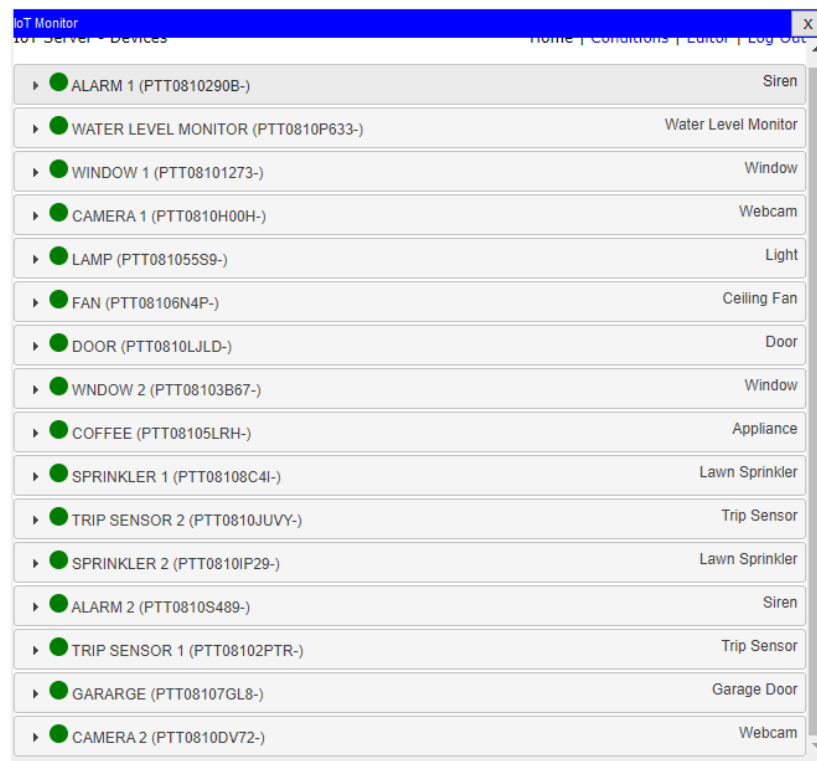 IoT Monitor X
IoT Server - Devices Home | Conditions | Editor | Log Out
ALARM 1 (PTT0810290B-) Siren
WATER LEVEL MONITOR (PTT0810P633-) Water Level Monitor
WINDOW 1 (PTT08101273-) Window
CAMERA 1 (PTT0810H00H-) Webcam
LAMP (PTT081055S9-) Light
FAN (PTT08106N4P-) Ceiling Fan
DOOR (PTT0810LJLD-) Door
WNDOW 2 (PTT08103B67-) Window
COFFEE (PTT08105LRH-) Appliance
SPRINKLER 1 (PTT08108C4I-) Lawn Sprinkler
TRIP SENSOR 2 (PTT0810JUVY-) Trip Sensor
SPRINKLER 2 (PTT0810IP29-) Lawn Sprinkler
ALARM 2 (PTT0810S489-) Siren
TRIP SENSOR 1 (PTT08102PTR-) Trip Sensor
GARARGE (PTT08107GL8-) Garage Door
CAMERA 2 (PTT0810DV72-) Webcam